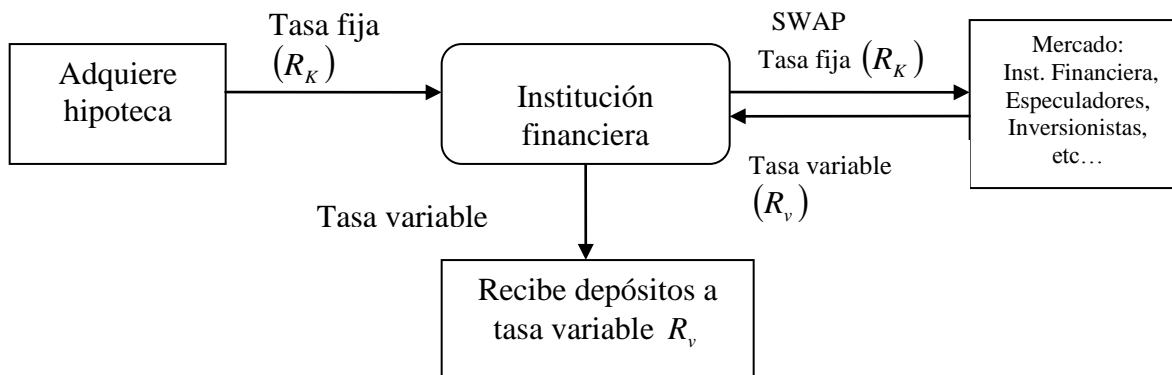 Adquiere
hipoteca
Tasa fija
(R_K)
Institución
financiera
SWAP
Tasa fija (R_K)
Tasa variable
(R_v)
Mercado:
Inst. Financiera,
Especuladores,
Inversionistas,
etc…
Tasa variable
Recibe depósitos a
tasa variable R_v